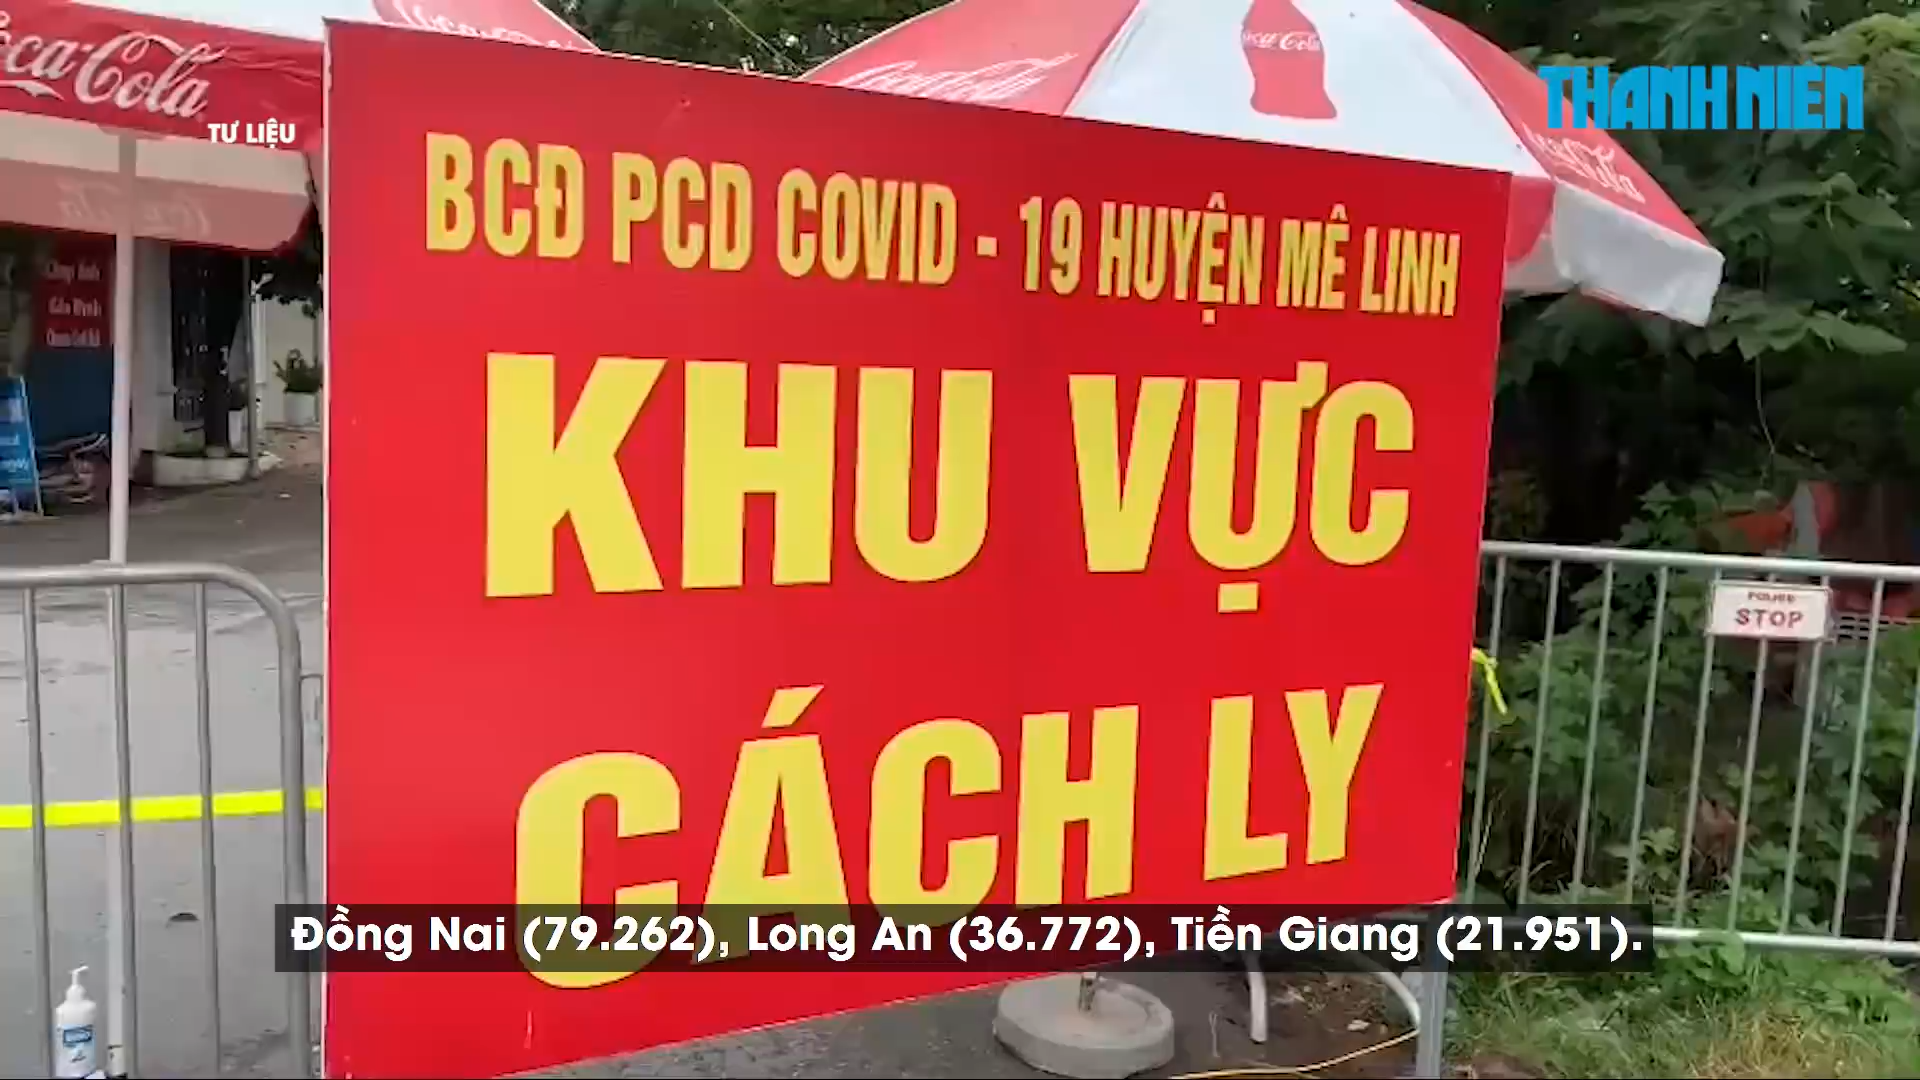 Coca-Cola
TƯ LIỆU
Coca-Cola
THANH NIÊN
BCĐ PCD COVID - 19 HUYỆN MÊ LINH
KHU VỰC
CÁCH LY
POLICE
STOP
Đồng Nai (79.262), Long An (36.772), Tiền Giang (21.951).